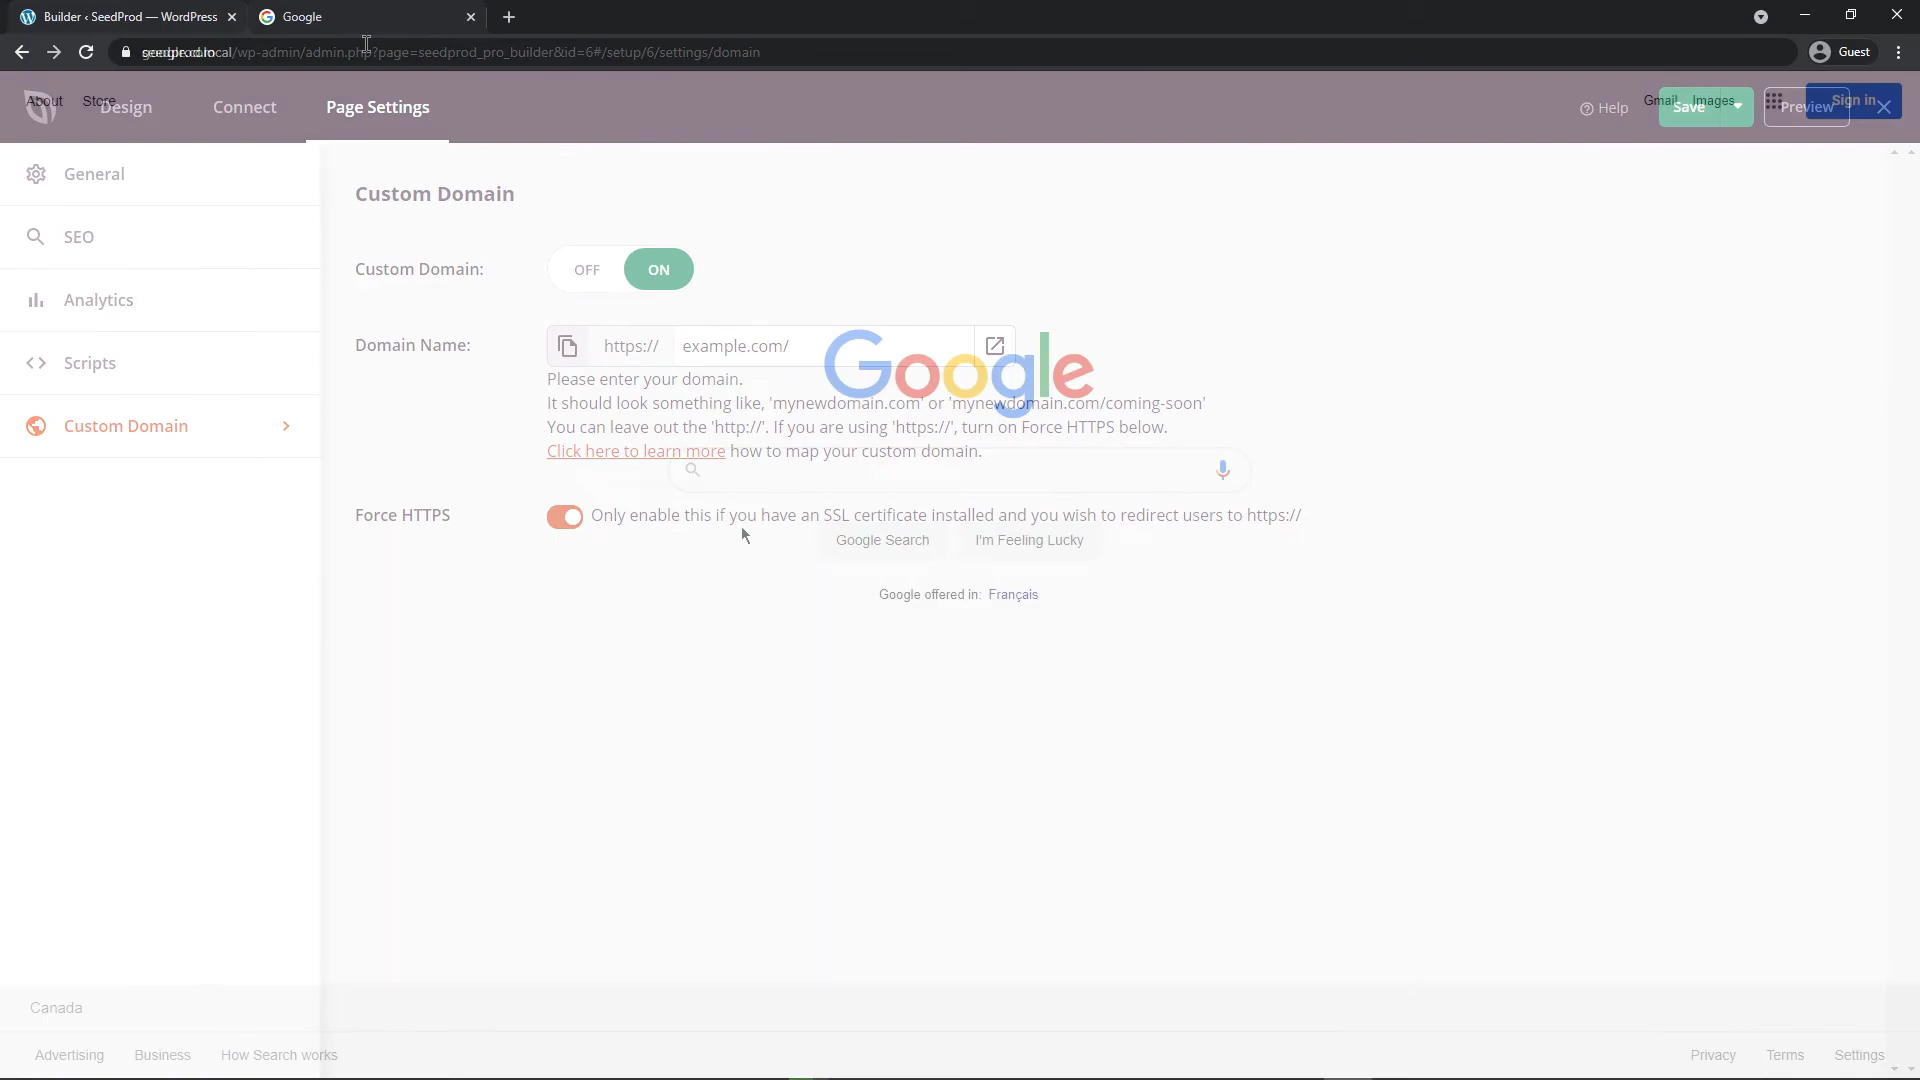 Builder ‹ SeedProd — WordPress
Google
/wp-admin/admin.php?page=seedprod_pro_builder&id=6#/setup/6/settings/domain
Guest
About
Store
Design
Connect
Page Settings
Help
Gmail
Images
Save
Preview
Sign in
General
SEO
Analytics
Scripts
Custom Domain
Custom Domain
Custom Domain:
OFF
ON
Domain Name:
https://
example.com/
Google
Please enter your domain.
It should look something like, 'mynewdomain.com' or 'mynewdomain.com/coming-soon'
You can leave out the 'http://'. If you are using 'https://', turn on Force HTTPS below.
Click here to learn more how to map your custom domain.
Force HTTPS
Only enable this if you have an SSL certificate installed and you wish to redirect users to https://
Google Search
I'm Feeling Lucky
Google offered in: Français
Canada
Advertising
Business
How Search works
Privacy
Terms
Settings